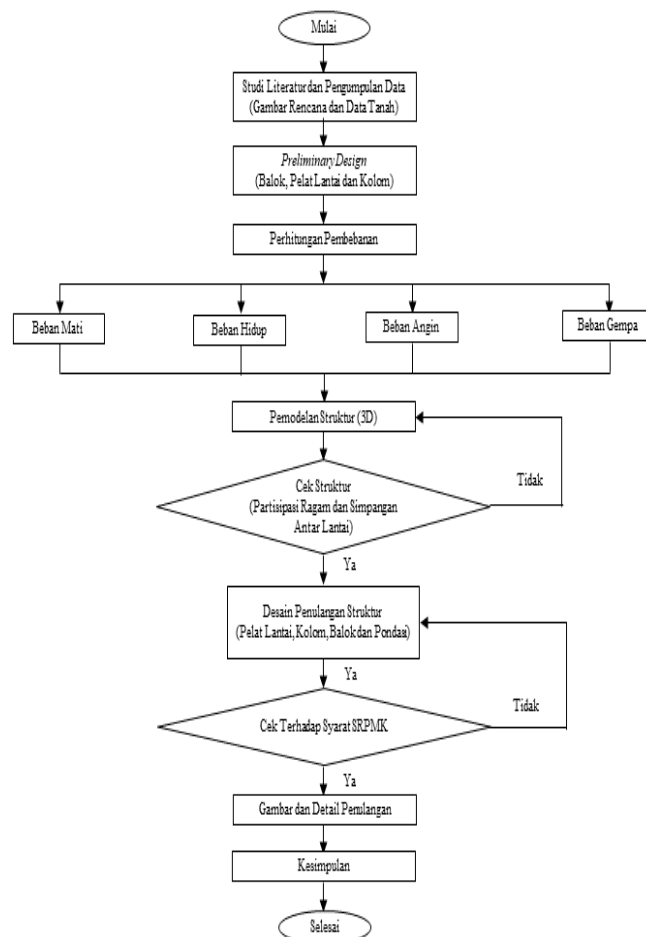 Mulai
Studi Literatur dan Pengumpulan Data
(Gambar Rencana dan Data Tanah)
Preliminary Design
(Balok, Pelat Lantai dan Kolom)
Perhitungan Pembebanan
Beban Mati
Beban Hidup
Beban Angin
Beban Gempa
Pemodelan Struktur (3D)
Cek Struktur
(Partisipasi Ragam dan Simpangan
Antar Lantai)
Tidak
Ya
Desain Penulangan Struktur
(Pelat Lantai, Kolom, Balok dan Pondasi)
Ya
Cek Terhadap Syarat SRPMK
Tidak
Ya
Gambar dan Detail Penulangan
Kesimpulan
Selesai